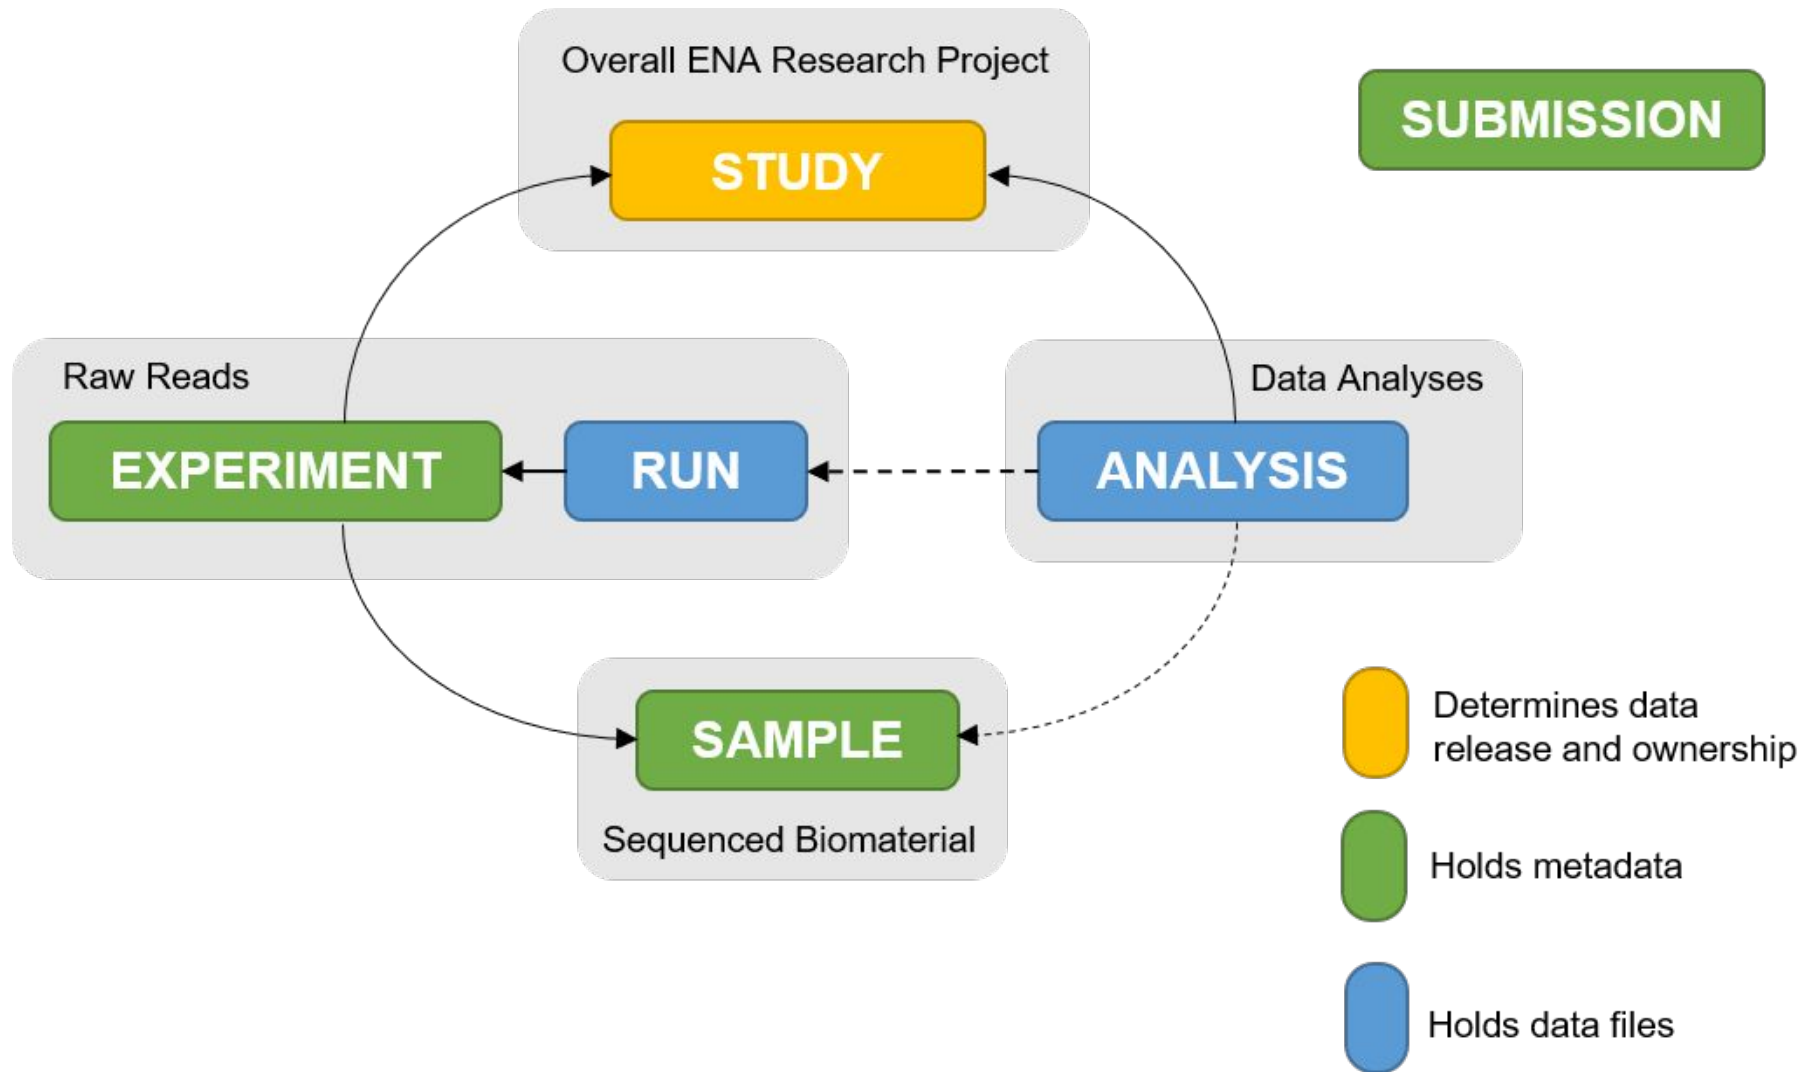 Overall ENA Research Project
STUDY
SUBMISSION
Raw Reads
EXPERIMENT
RUN
Data Analyses
ANALYSIS
SAMPLE
Sequenced Biomaterial
Determines data
release and ownership
Holds metadata
Holds data files